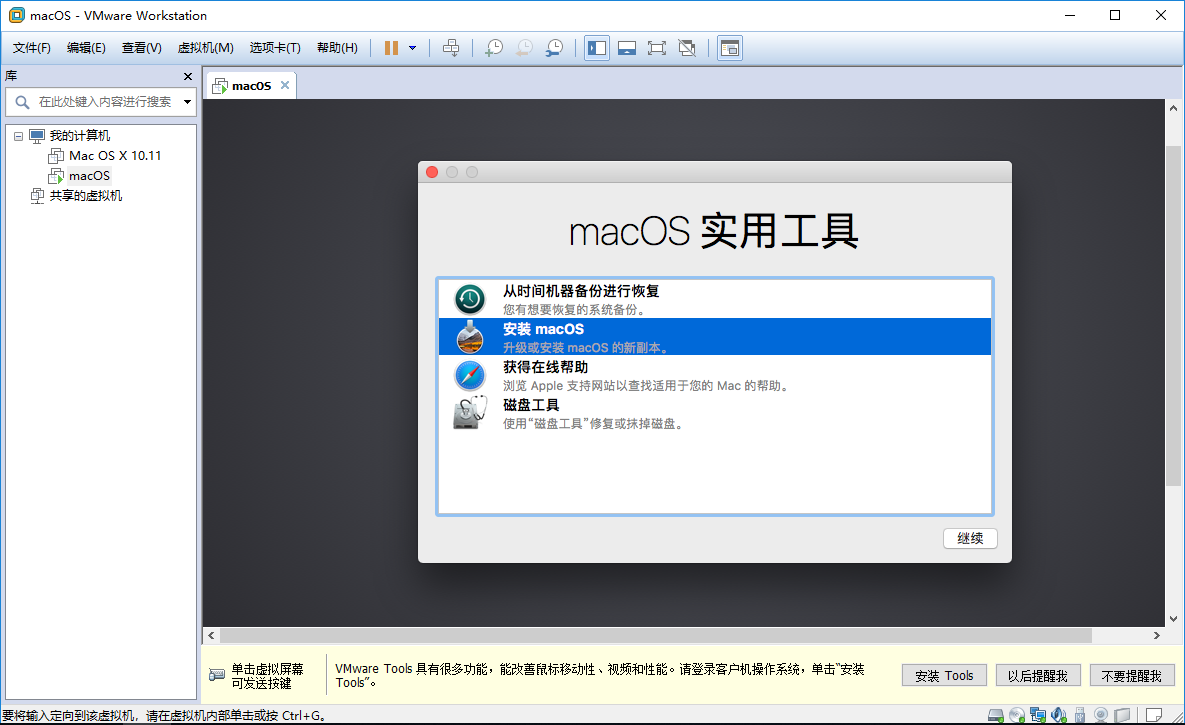 macOS - VMware Workstation
文件(F) 编辑(E) 查看(V) 虚拟机(M) 选项卡(T) 帮助(H)
库
在此处键入内容进行搜索
我的计算机
Mac OS X 10.11
macOS
共享的虚拟机
macOS
macOS 实用工具
从时间机器备份进行恢复
您有想要恢复的系统备份。
安装 macOS
升级或安装 macOS 的新副本。
获得在线帮助
浏览 Apple 支持网站以查找适用于您的 Mac 的帮助。
磁盘工具
使用“磁盘工具”修复或抹掉磁盘。
继续
单击虚拟屏幕
可发送按键
VMware Tools 具有很多功能，能改善鼠标移动性、视频和性能。请登录客户机操作系统，单击“安装
Tools”。
安装 Tools
以后提醒我
不要提醒我
要将输入定向到该虚拟机，请在虚拟机内部单击或按 Ctrl+G。